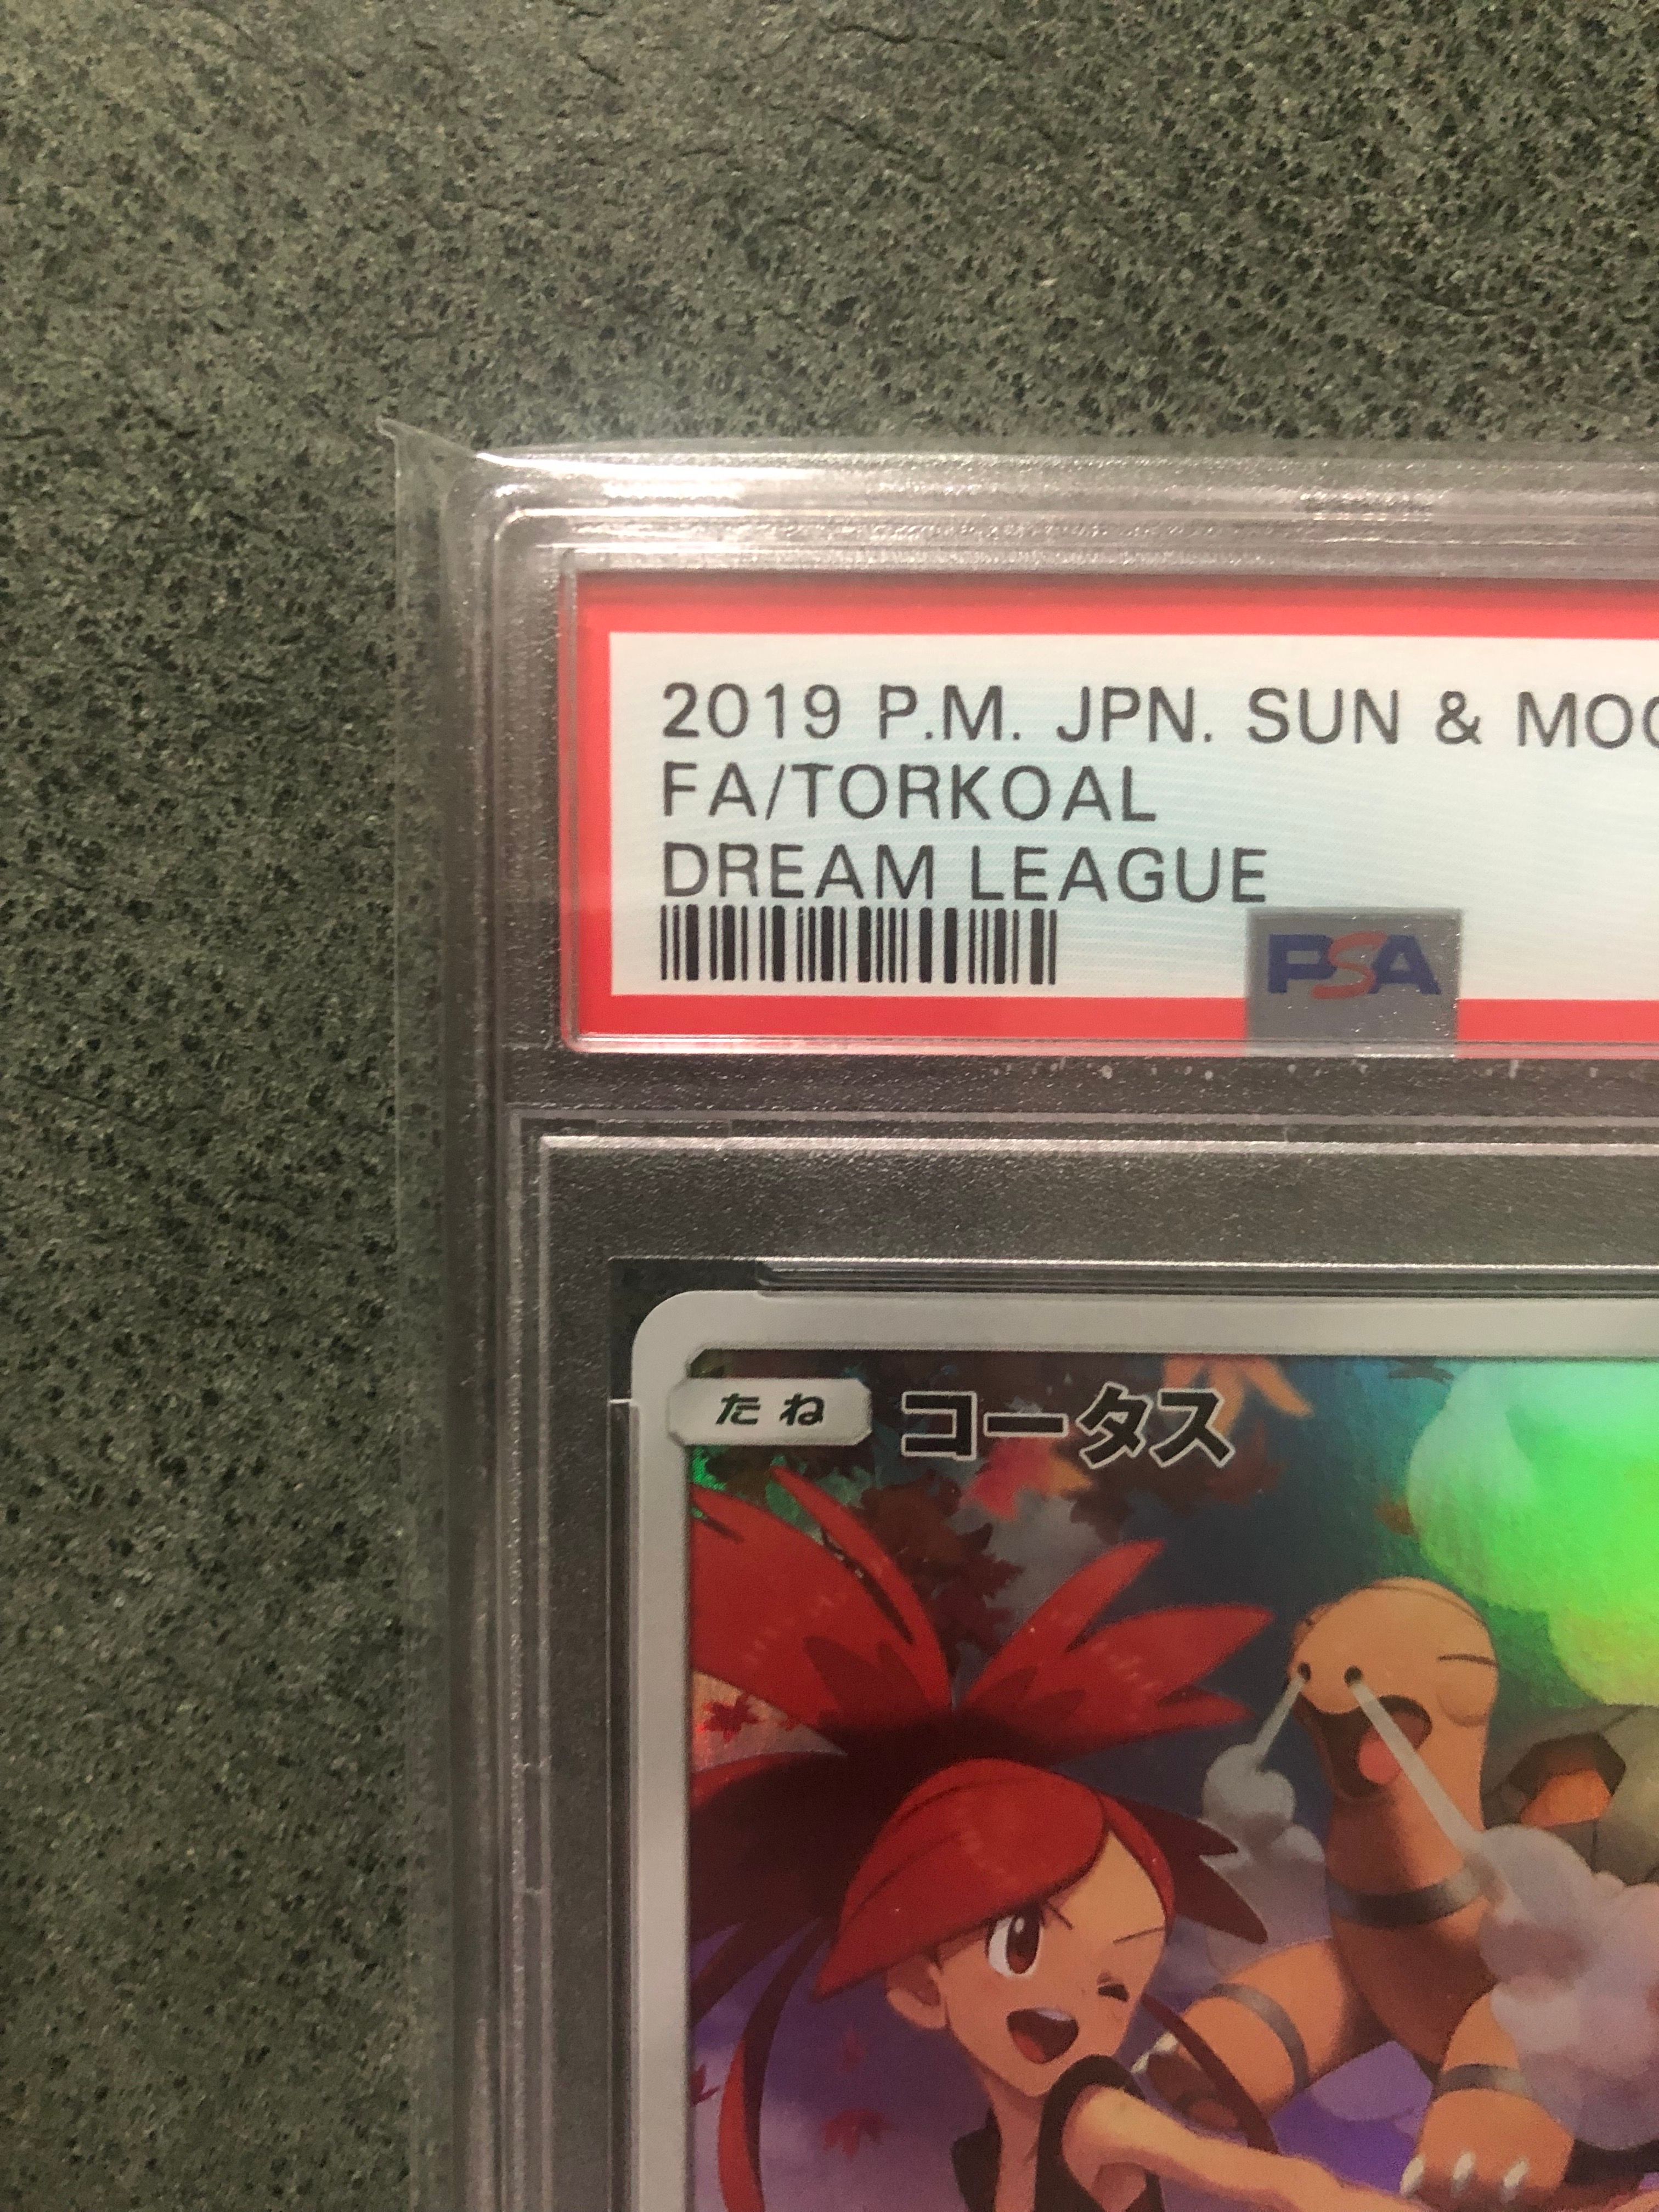 2019 P.M. JPN. SUN & MOO
FA/TORKOAL
DREAM LEAGUE
PSA
たね コータス